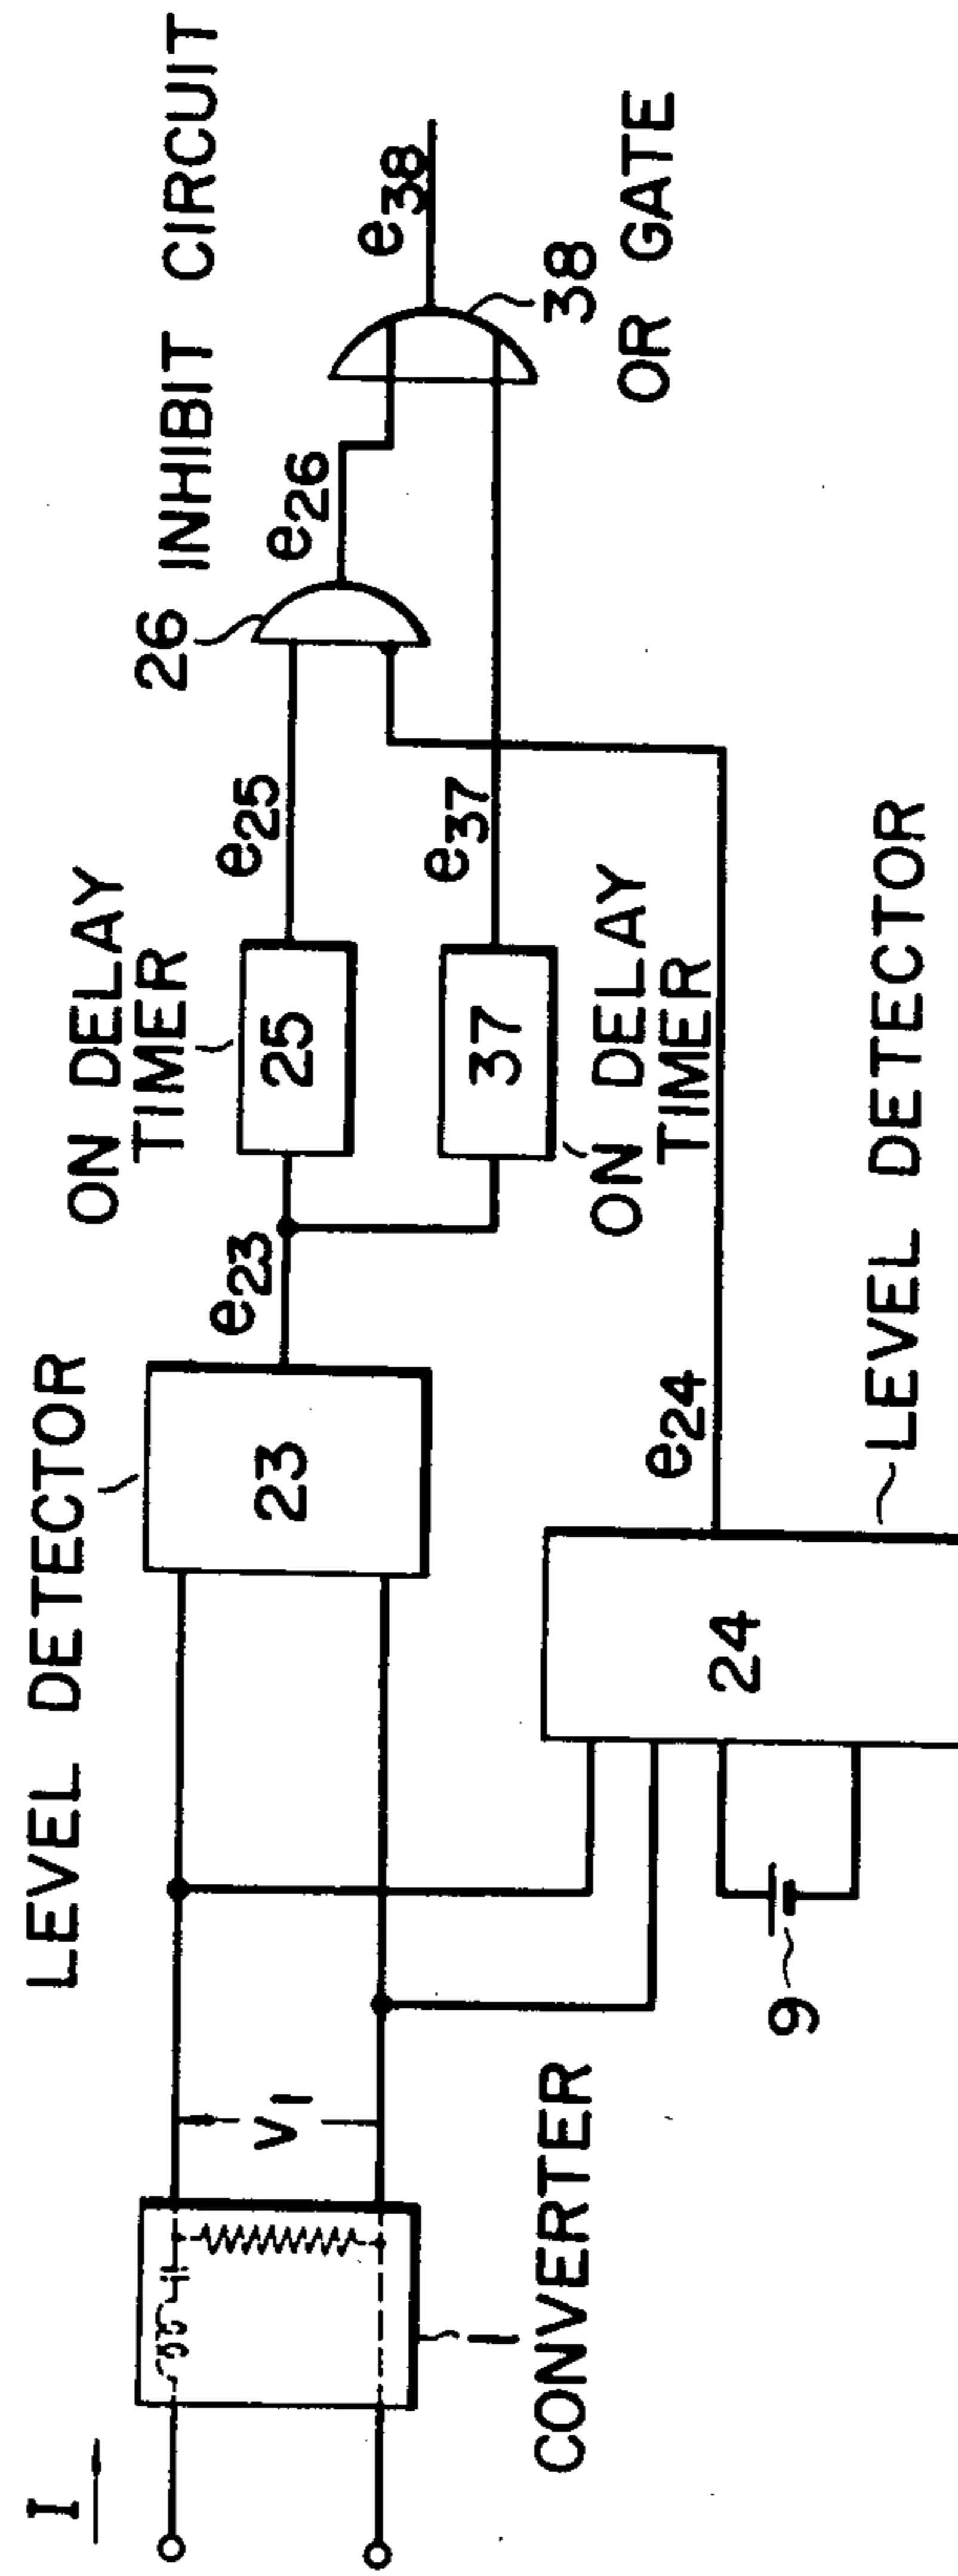 I
1
CONVERTER
V1
LEVEL DETECTOR
23
e23
9
24
e24
LEVEL DETECTOR
ON DELAY
TIMER
25
e25
37
ON DELAY
TIMER
e37
26 INHIBIT CIRCUIT
e26
38
OR GATE
e38